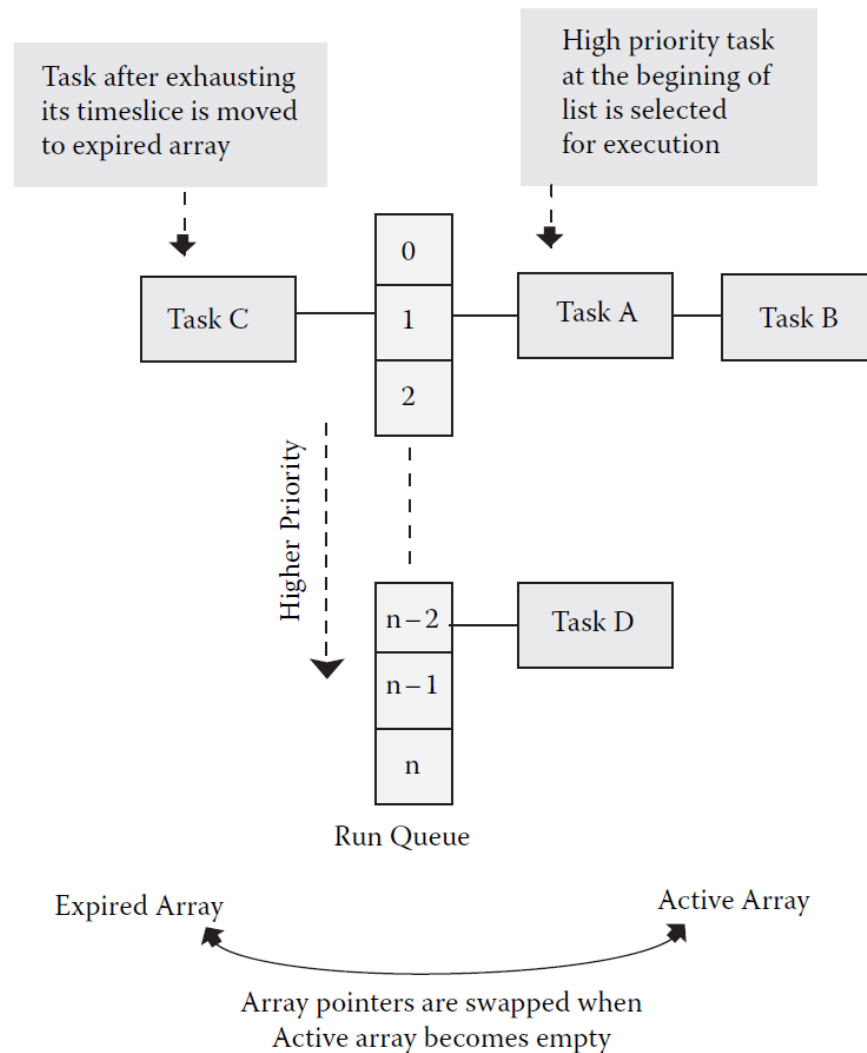 Task after exhausting
its timeslice is moved
to expired array
High priority task
at the begining of
list is selected
for execution
0
Task C
1
Task A
Task B
2
Higher Priority
n–2
Task D
n–1
n
Run Queue
Expired Array
Active Array
Array pointers are swapped when
Active array becomes empty